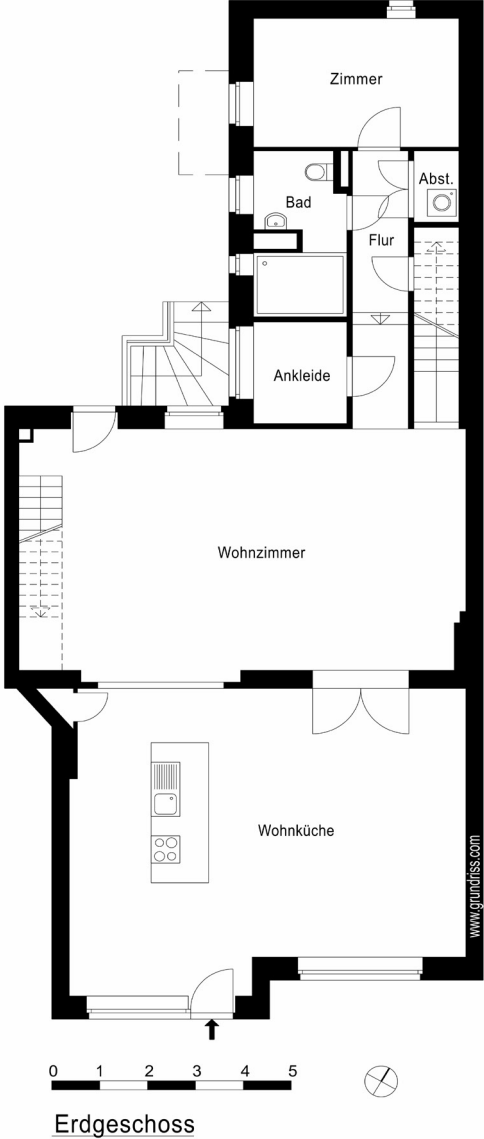 Zimmer
Abst.
Bad
Flur
Ankleide
Wohnzimmer
Wohnküche
www.grundriss.com
0 1 2 3 4 5
Erdgeschoss